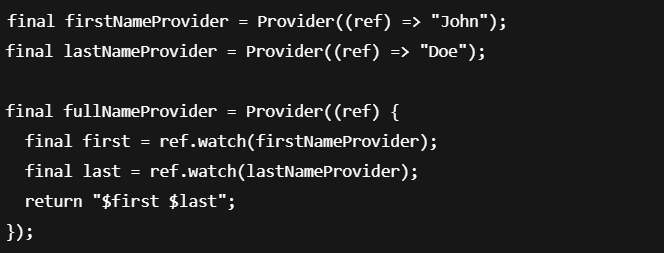 final firstNameProvider = Provider((ref) => "John");
final lastNameProvider = Provider((ref) => "Doe");

final fullNameProvider = Provider((ref) {
  final first = ref.watch(firstNameProvider);
  final last = ref.watch(lastNameProvider);
  return "$first $last";
});